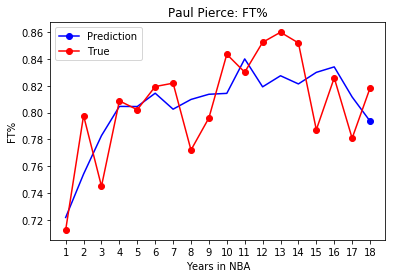 Paul Pierce: FT%
Prediction
True
0.86
0.84
0.82
0.80
0.78
0.76
0.74
0.72
FT%
1 2 3 4 5 6 7 8 9 10 11 12 13 14 15 16 17 18
Years in NBA